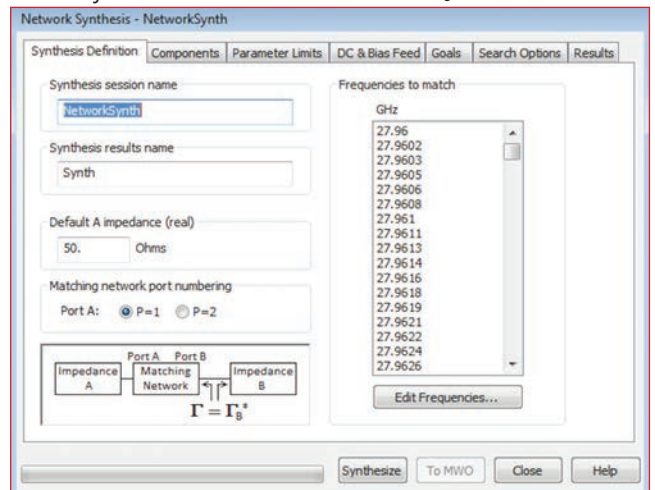 Network Synthesis - NetworkSynth
Synthesis Definition
Components
Parameter Limits
DC & Bias Feed
Goals
Search Options
Results
Synthesis session name
NetworkSynth
Synthesis results name
Synth
Default A impedance (real)
50.
Ohms
Matching network port numbering
Port A:
P=1
P=2
Port A Port B
Impedance A
Matching Network
Impedance B
Γ = Γ_B*
Frequencies to match
GHz
27.96
27.9602
27.9603
27.9605
27.9606
27.9608
27.961
27.9611
27.9613
27.9614
27.9616
27.9618
27.9619
27.9621
27.9622
27.9624
27.9626
Edit Frequencies...
Synthesize
To MWO
Close
Help